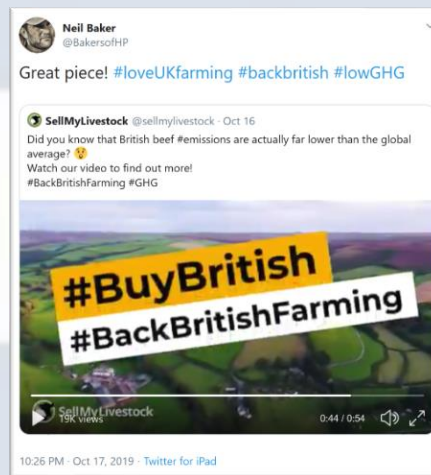 Neil Baker
@BakersofHP
Great piece! #loveUKfarming #backbritish #lowGHG
SellMyLivestock @sellmylivestock · Oct 16
Did you know that British beef #emissions are actually far lower than the global
average? 😲
Watch our video to find out more!
#BackBritishFarming #GHG
#BuyBritish
#BackBritishFarming
SellMyLivestock
19K views
0:44 / 0:54
10:26 PM · Oct 17, 2019 · Twitter for iPad